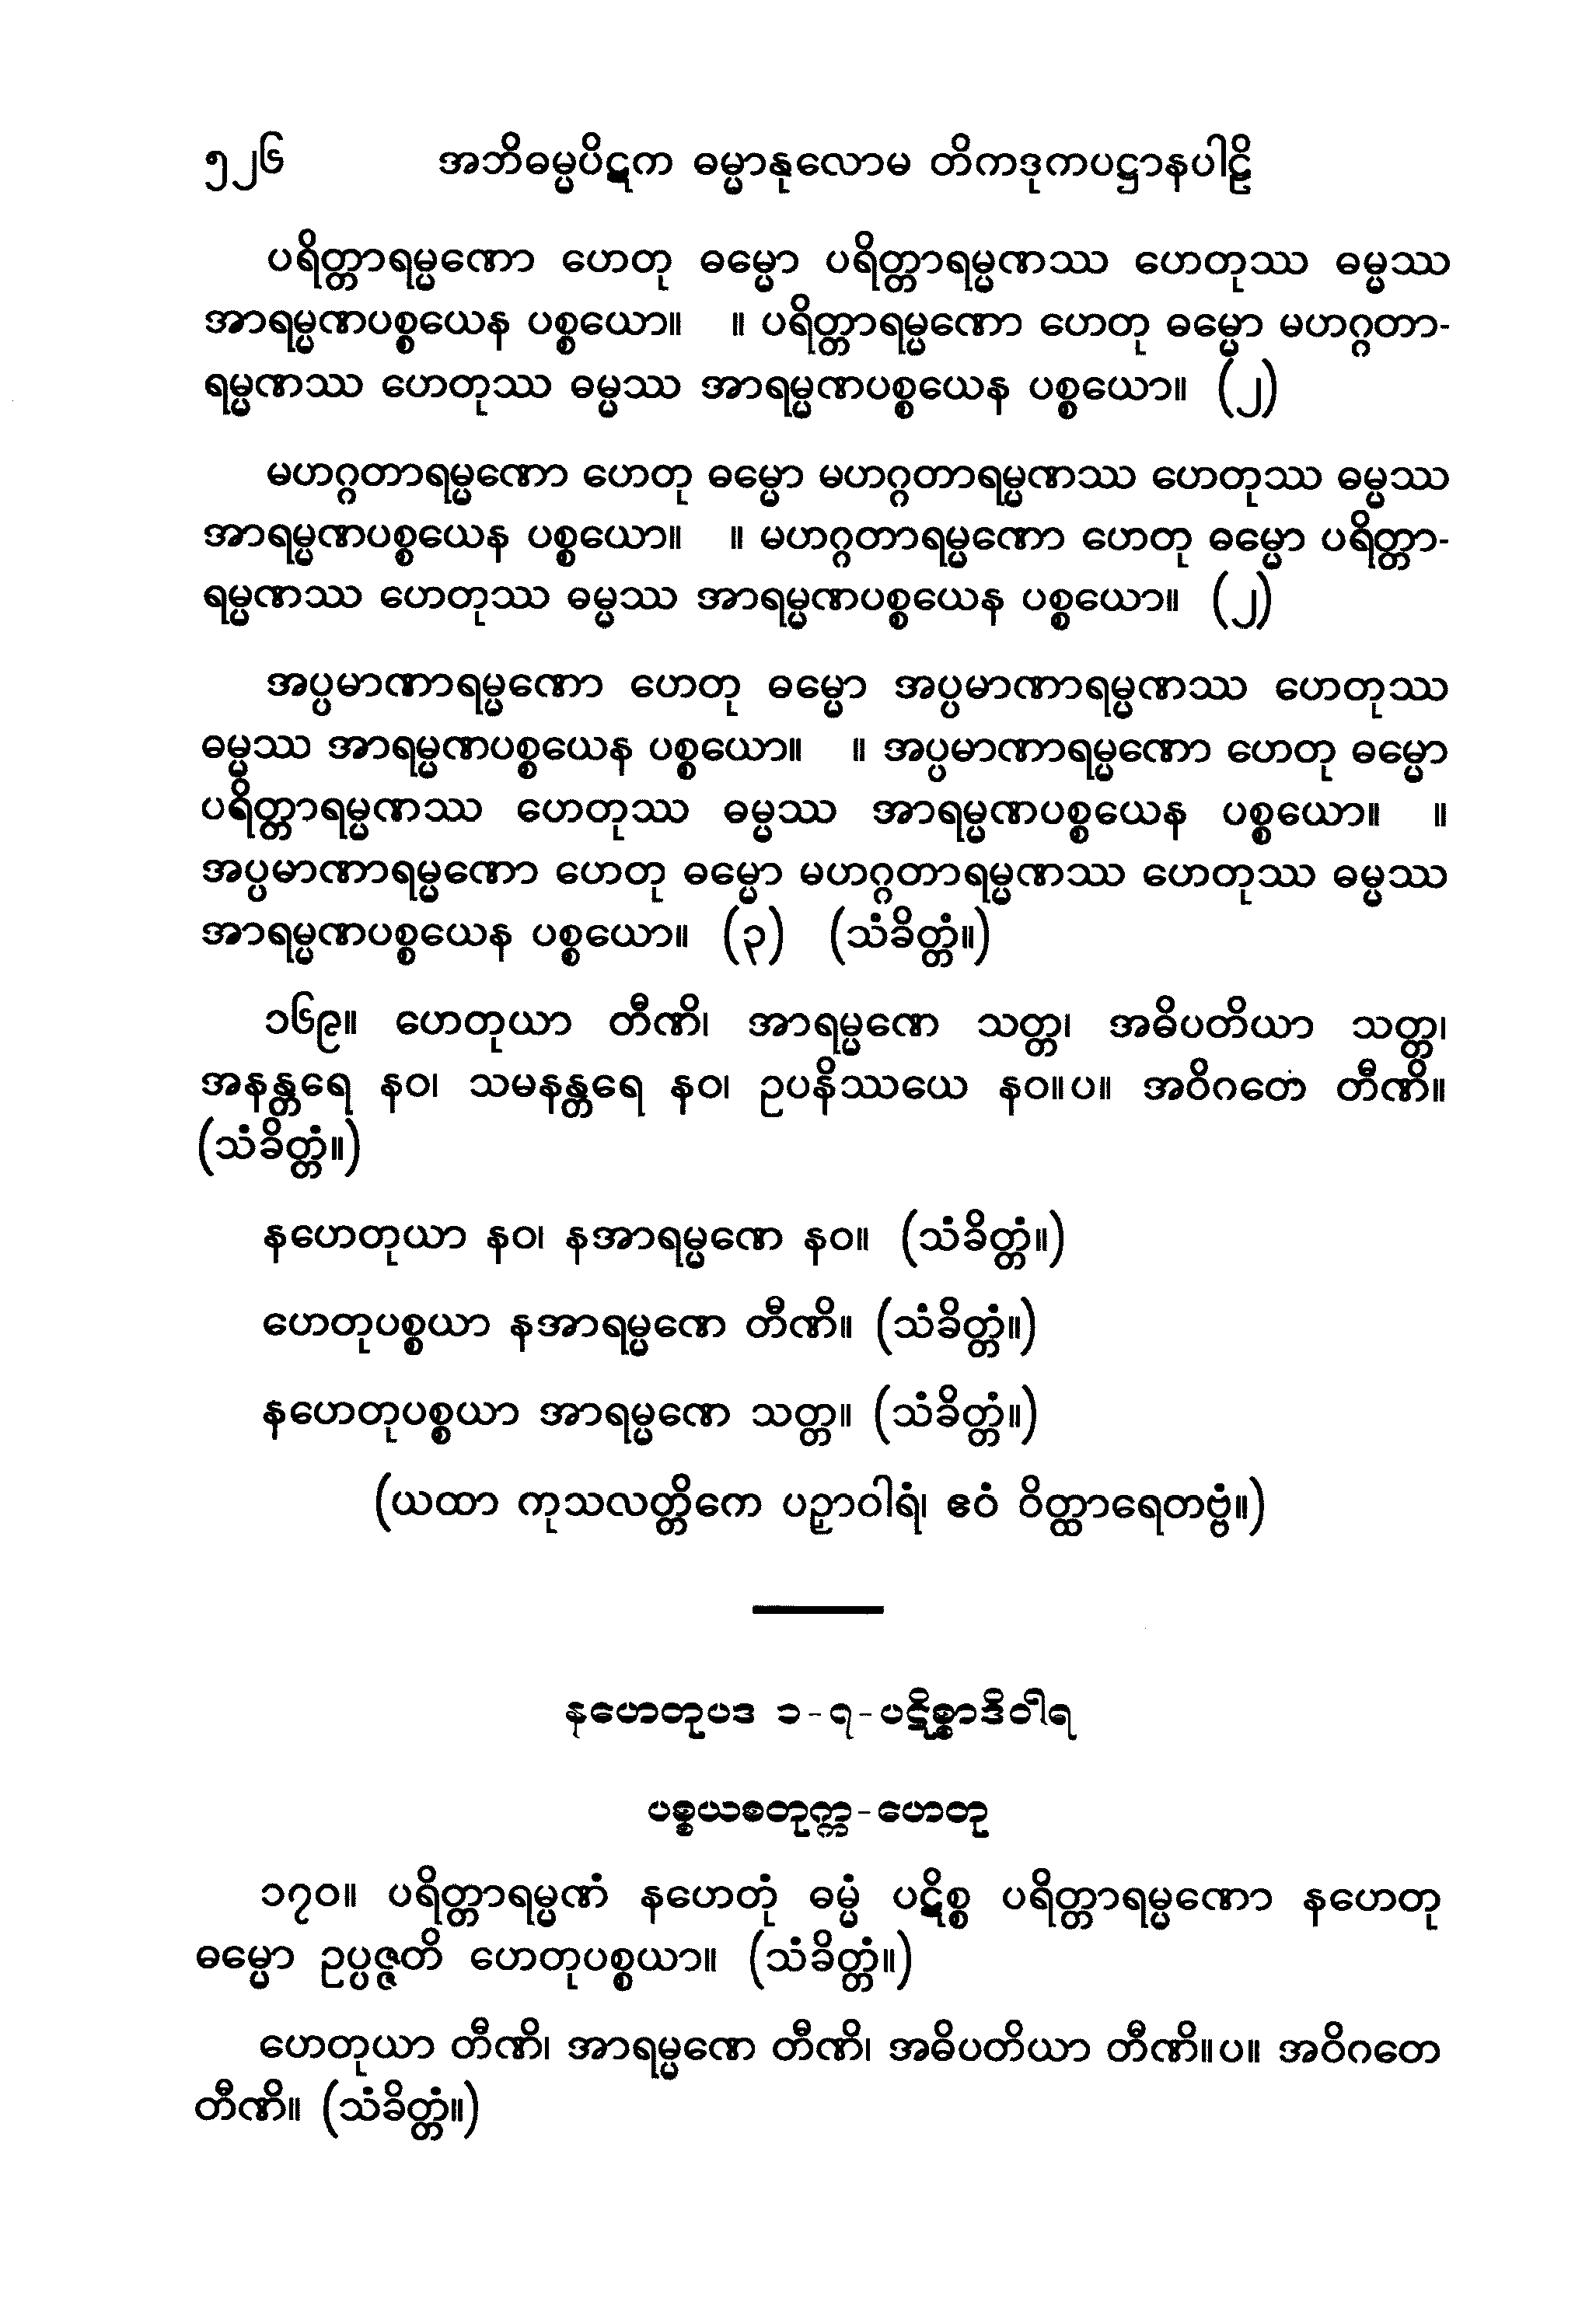 ၅၂၆ အဘိဓမ္မပိဋက ဓမ္မာနုလောမ တိကဒုကပဋ္ဌာနပါဠိ
ပရိတ္တာရမ္မဏော ဟေတု ဓမ္မော ပရိတ္တာရမ္မဏဿ ဟေတုဿ ဓမ္မဿ
အာရမ္မဏပစ္စယေန ပစ္စယော။ ။ ပရိတ္တာရမ္မဏော ဟေတု ဓမ္မော မဟဂ္ဂတာ-
ရမ္မဏဿ ဟေတုဿ ဓမ္မဿ အာရမ္မဏပစ္စယေန ပစ္စယော။ (၂)
မဟဂ္ဂတာရမ္မဏော ဟေတု ဓမ္မော မဟဂ္ဂတာရမ္မဏဿ ဟေတုဿ ဓမ္မဿ
အာရမ္မဏပစ္စယေန ပစ္စယော။ ။ မဟဂ္ဂတာရမ္မဏော ဟေတု ဓမ္မော ပရိတ္တာ-
ရမ္မဏဿ ဟေတုဿ ဓမ္မဿ အာရမ္မဏပစ္စယေန ပစ္စယော။ (၂)
အပ္ပမာဏာရမ္မဏော ဟေတု ဓမ္မော အပ္ပမာဏာရမ္မဏဿ ဟေတုဿ
ဓမ္မဿ အာရမ္မဏပစ္စယေန ပစ္စယော။ ။ အပ္ပမာဏာရမ္မဏော ဟေတု ဓမ္မော
ပရိတ္တာရမ္မဏဿ ဟေတုဿ ဓမ္မဿ အာရမ္မဏပစ္စယေန ပစ္စယော။ ။
အပ္ပမာဏာရမ္မဏော ဟေတု ဓမ္မော မဟဂ္ဂတာရမ္မဏဿ ဟေတုဿ ဓမ္မဿ
အာရမ္မဏပစ္စယေန ပစ္စယော။ (၃) (သံခိတ္တံ။)
၁၆၉။ ဟေတုယာ တီဏိ၊ အာရမ္မဏေ သတ္တ၊ အဓိပတိယာ သတ္တ၊
အနန္တရေ နဝ၊ သမနန္တရေ နဝ၊ ဥပနိဿယေ နဝ။ပ။ အဝိဂတေ တီဏိ။
(သံခိတ္တံ။)
နဟေတုယာ နဝ၊ နအာရမ္မဏေ နဝ။ (သံခိတ္တံ။)
ဟေတုပစ္စယာ နအာရမ္မဏေ တီဏိ။ (သံခိတ္တံ။)
နဟေတုပစ္စယာ အာရမ္မဏေ သတ္တ။ (သံခိတ္တံ။)
(ယထာ ကုသလတ္တိကေ ပဉှာဝါရံ၊ ဧဝံ ဝိတ္ထာရေတဗ္ဗံ။)
နဟေတုပဒ ၁-၇-ပဋိစ္စာဒိဝါရ
ပစ္စယစတုက္က-ဟေတု
၁၇၀။ ပရိတ္တာရမ္မဏံ နဟေတုံ ဓမ္မံ ပဋိစ္စ ပရိတ္တာရမ္မဏော နဟေတု
ဓမ္မော ဥပ္ပဇ္ဇတိ ဟေတုပစ္စယာ။ (သံခိတ္တံ။)
ဟေတုယာ တီဏိ၊ အာရမ္မဏေ တီဏိ၊ အဓိပတိယာ တီဏိ။ပ။ အဝိဂတေ
တီဏိ။ (သံခိတ္တံ။)